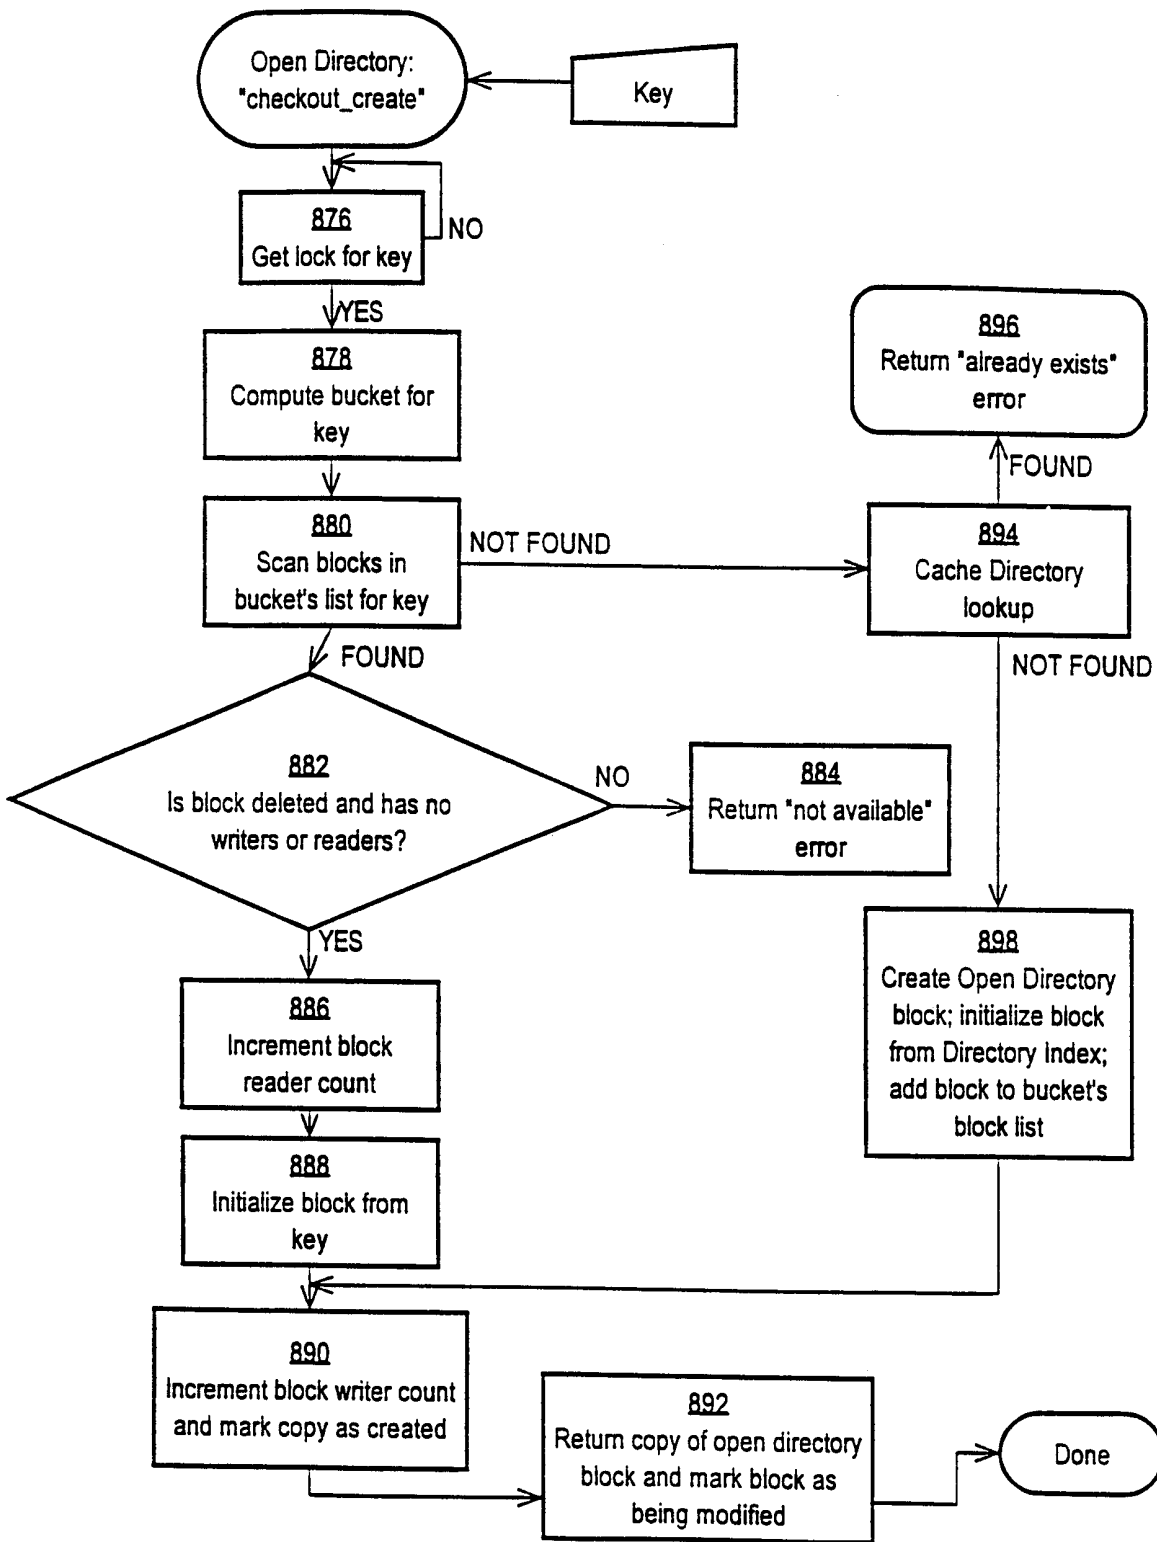 Open Directory:
"checkout_create"
Key
876
Get lock for key
NO
YES
878
Compute bucket for
key
896
Return "already exists"
error
FOUND
880
Scan blocks in
bucket's list for key
NOT FOUND
894
Cache Directory
lookup
FOUND
NOT FOUND
882
Is block deleted and has no
writers or readers?
NO
884
Return "not available"
error
YES
886
Increment block
reader count
898
Create Open Directory
block; initialize block
from Directory Index;
add block to bucket's
block list
888
Initialize block from
key
890
Increment block writer count
and mark copy as created
892
Return copy of open directory
block and mark block as
being modified
Done